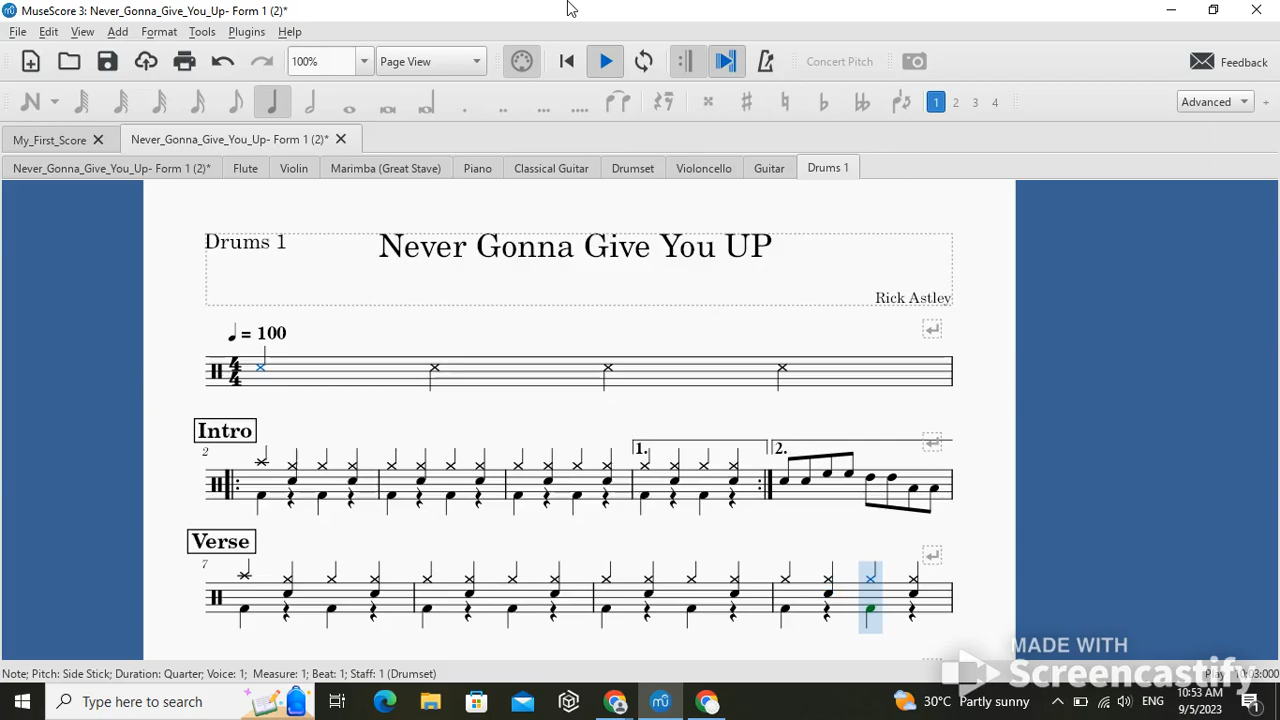 MuseScore 3: Never_Gonna_Give_You_Up- Form 1 (2)*
File Edit View Add Format Tools Plugins Help
100% Page View Concert Pitch Feedback
1 2 3 4 Advanced
My_First_Score Never_Gonna_Give_You_Up- Form 1 (2)*
Never_Gonna_Give_You_Up- Form 1 (2)* Flute Violin Marimba (Great Stave) Piano Classical Guitar Drumset Violoncello Guitar Drums 1
Drums 1
Never Gonna Give You UP
Rick Astley
= 100
4
4
Intro
2
1.
2.
Verse
7
MADE WITH
Screencastify
Note; Pitch: Side Stick; Duration: Quarter; Voice: 1; Measure: 1; Beat: 1; Staff: 1 (Drumset)
Type here to search
30°C Partly sunny
ENG
10:53 AM
9/5/2023
1